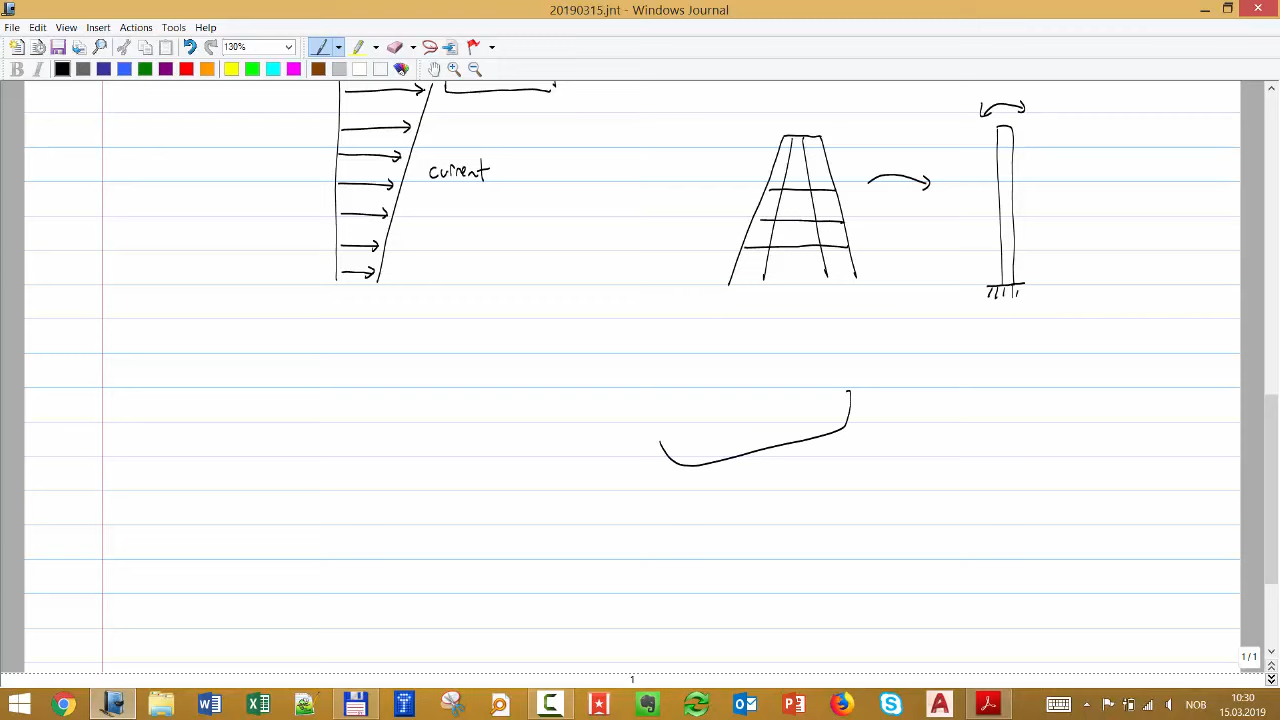 20190315.jnt - Windows Journal
File Edit View Insert Actions Tools Help
130%
B I
current
1/1
1
10:30
NOB
15.03.2019